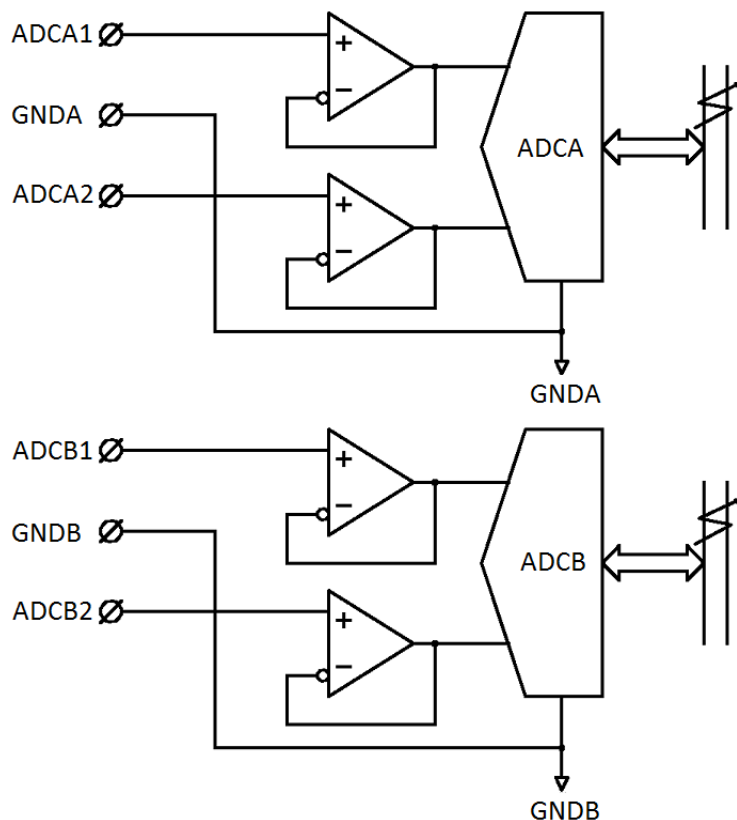 ADCA1
+
GNDA
−
ADCA
ADCA2
+
−
GNDA
ADCB1
+
GNDB
−
ADCB
ADCB2
+
−
GNDB